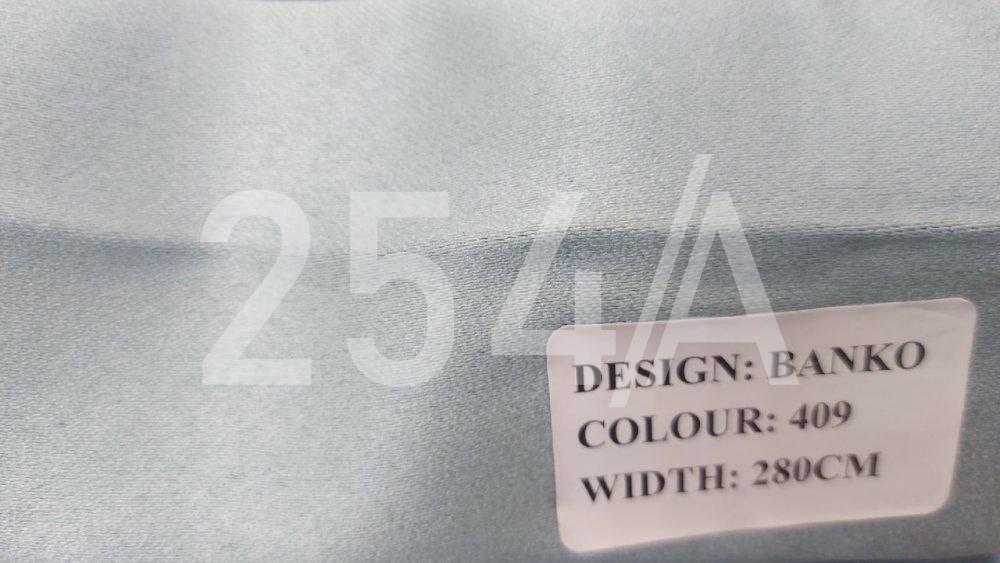 254A
DESIGN: BANKO
COLOUR: 409
WIDTH: 280CM